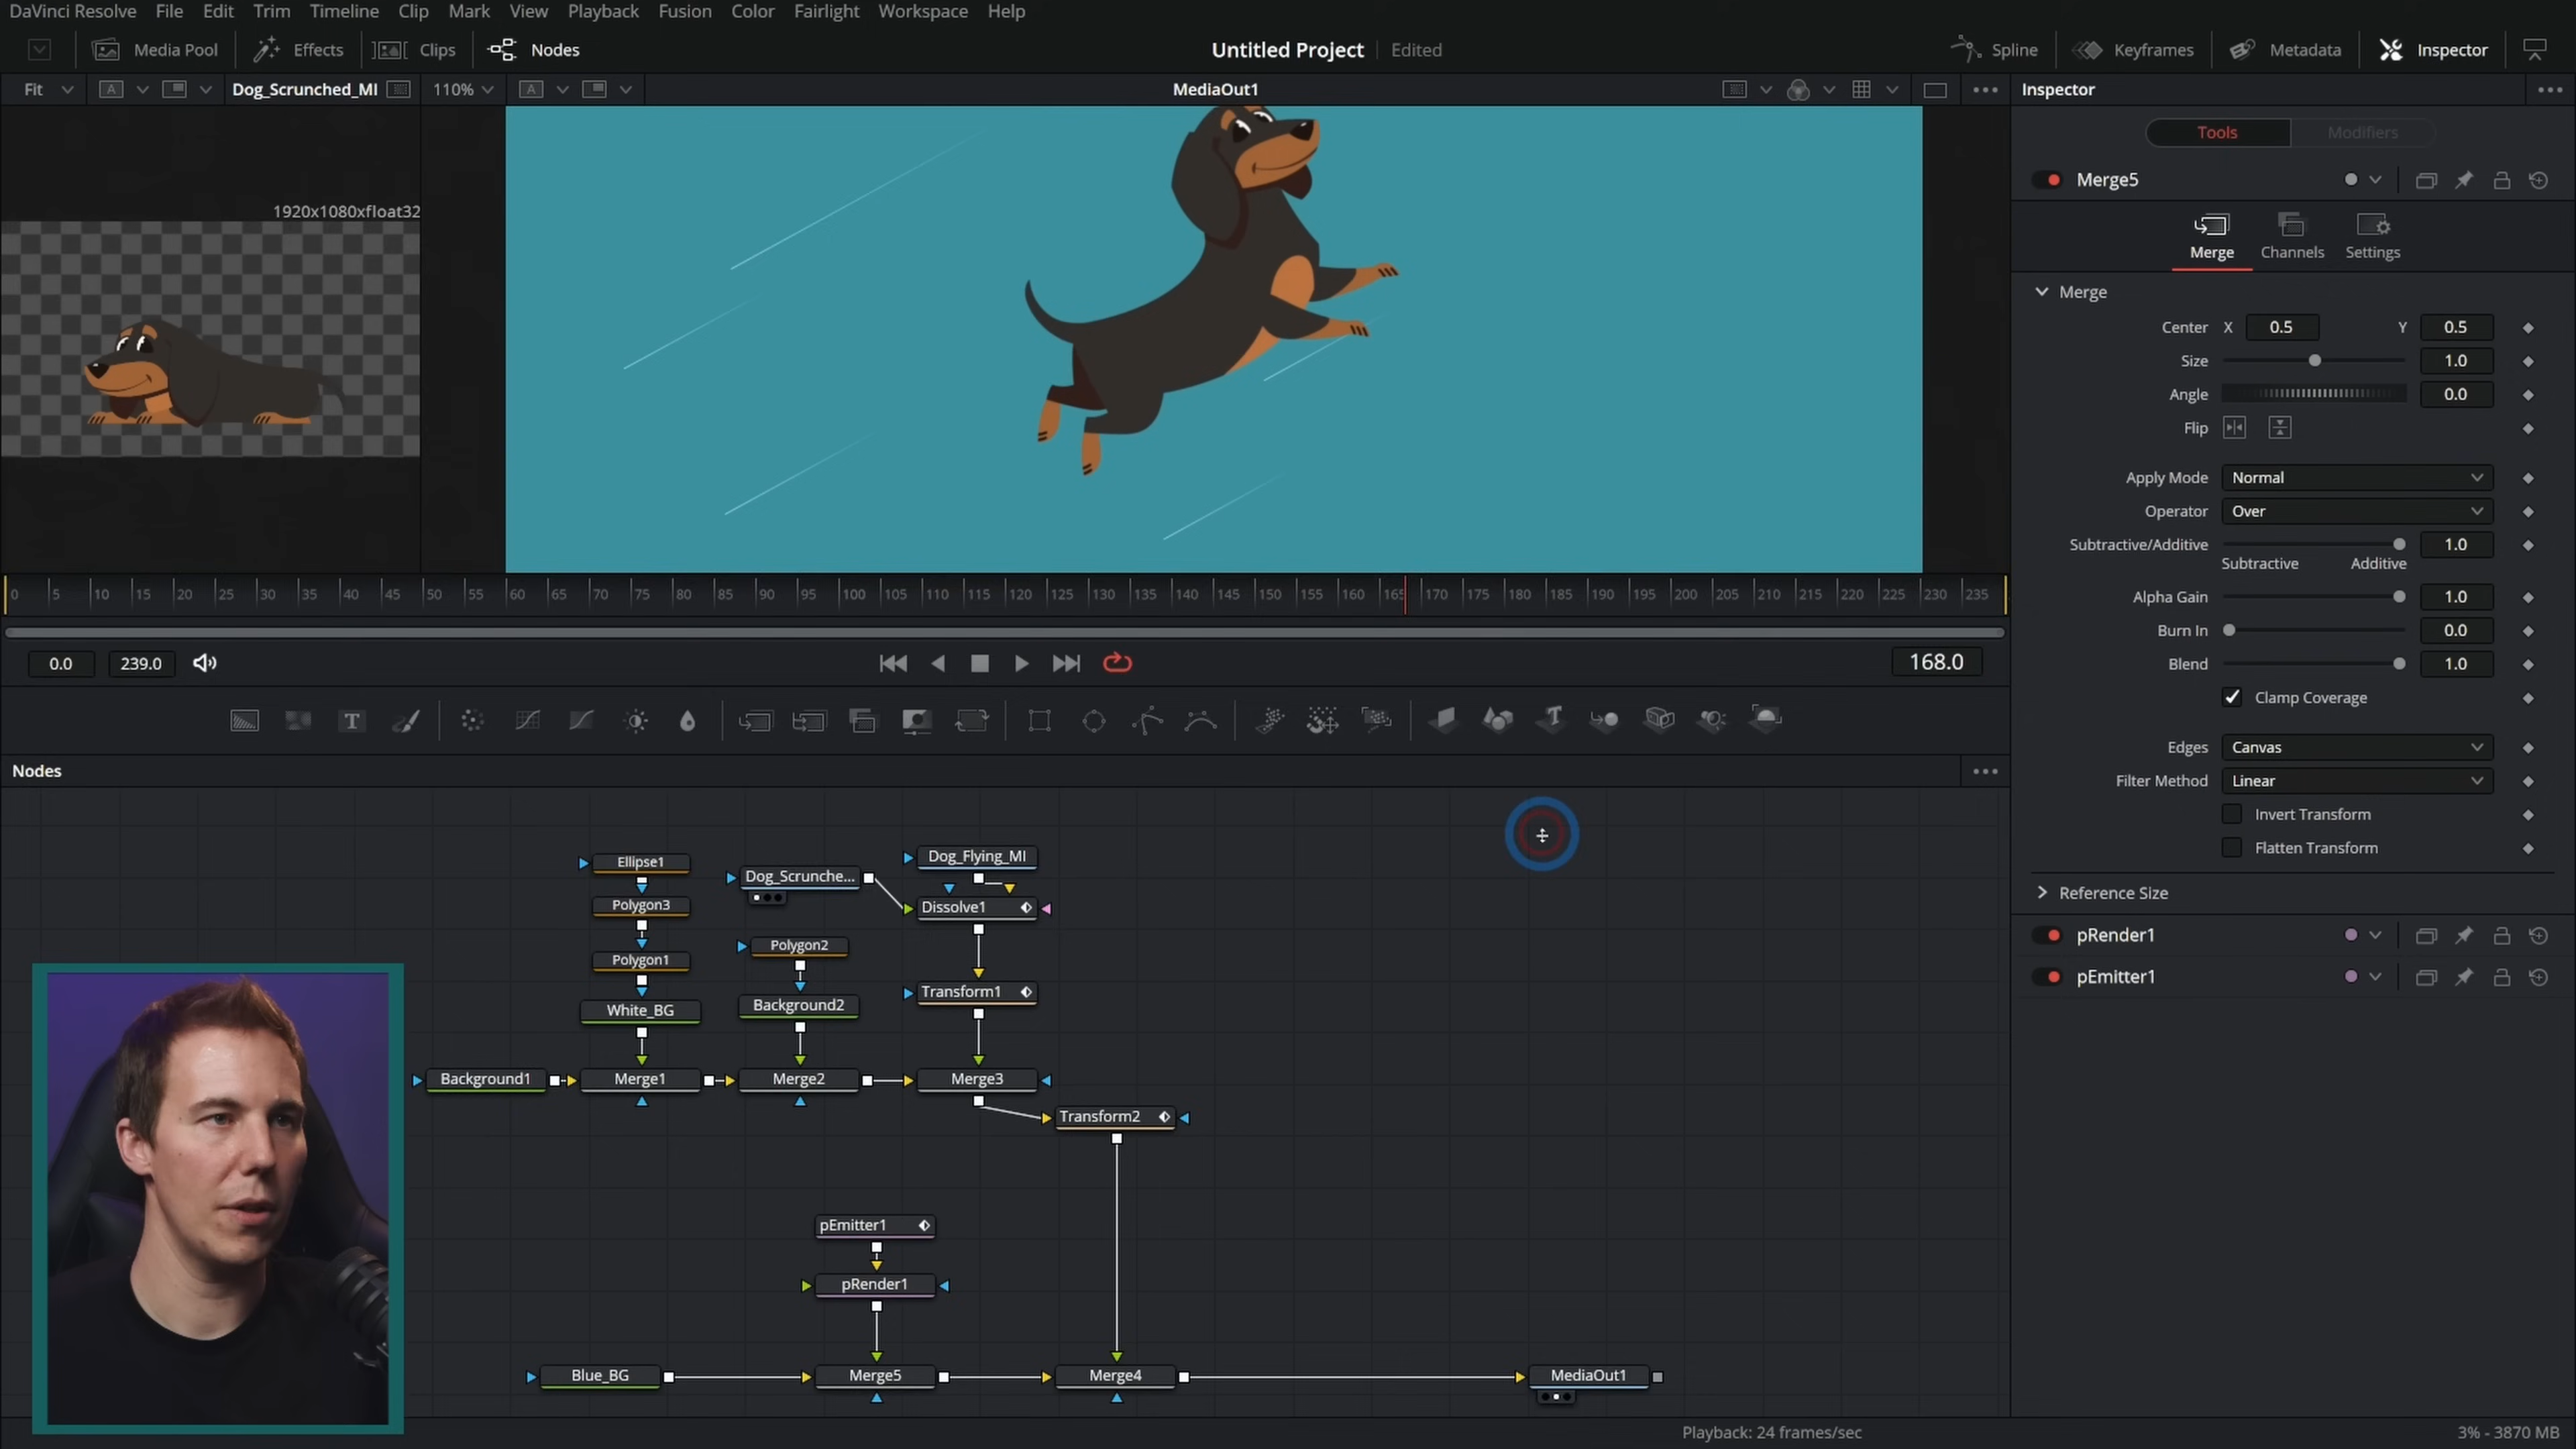 DaVinci Resolve File Edit Trim Timeline Clip Mark View Playback Fusion Color Fairlight Workspace Help
Media Pool Effects Clips Nodes Untitled Project Edited Spline Keyframes Metadata Inspector
Fit A Dog_Scrunched_MI 110% A MediaOut1 Inspector
Tools Modifiers
Merge5
1920x1080xfloat32
Merge Channels Settings
Merge
Center X 0.5 Y 0.5
Size 1.0
Angle 0.0
Flip
Apply Mode Normal
Operator Over
Subtractive/Additive 1.0
Subtractive Additive
0 5 10 15 20 25 30 35 40 45 50 55 60 65 70 75 80 85 90 95 100 105 110 115 120 125 130 135 140 145 150 155 160 165 170 175 180 185 190 195 200 205 210 215 220 225 230 235
Alpha Gain 1.0
Burn In 0.0
Blend 1.0
0.0 239.0 168.0
Clamp Coverage
Edges Canvas
Filter Method Linear
Invert Transform
Flatten Transform
Reference Size
pRender1
pEmitter1
Nodes
Ellipse1 Dog_Scrunche... Dog_Flying_MI
Polygon3 Dissolve1
Polygon1 Polygon2
White_BG Background2 Transform1
Background1 Merge1 Merge2 Merge3
Transform2
pEmitter1
pRender1
Blue_BG Merge5 Merge4 MediaOut1
Playback: 24 frames/sec 3% - 3870 MB